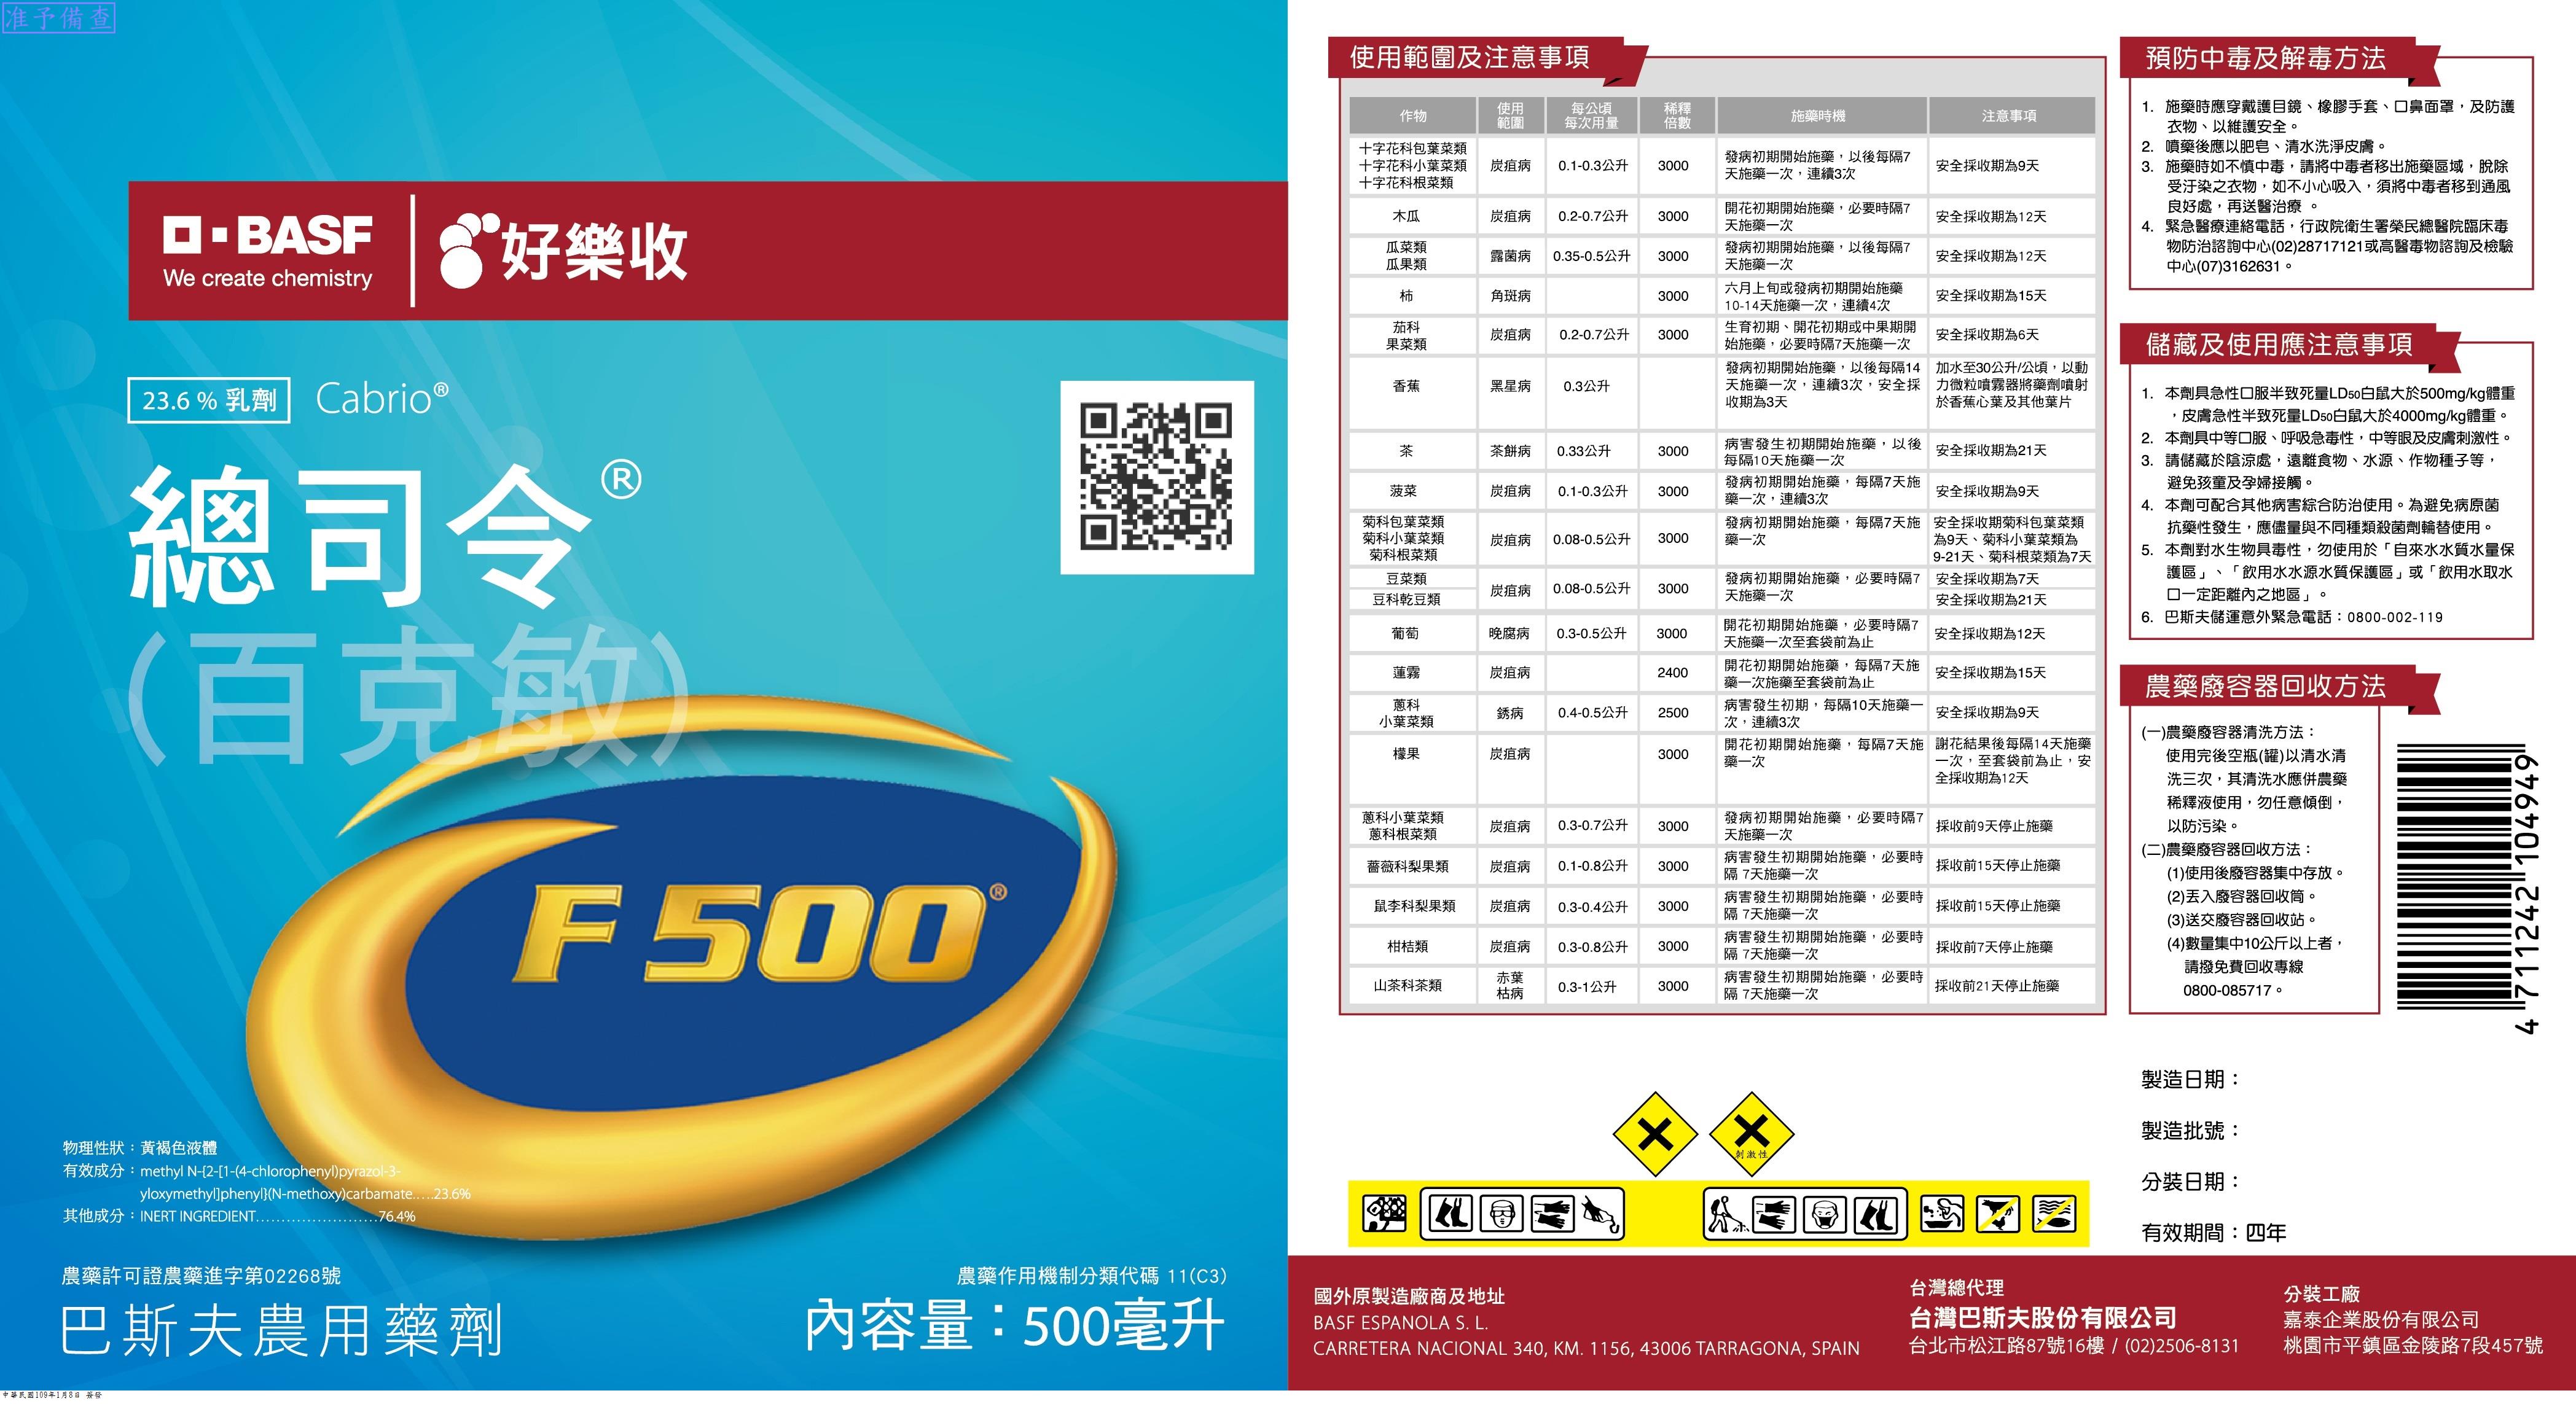 准予備查
BASF
We create chemistry
好樂收
23.6 % 乳劑
Cabrio®
總司令®
(百克敏)
F 500®
物理性狀：黃褐色液體
有效成分：methyl N-{2-[1-(4-chlorophenyl)pyrazol-3-
yloxymethyl]phenyl}(N-methoxy)carbamate.....23.6%
其他成分：INERT INGREDIENT........................76.4%
農藥許可證農藥進字第02268號
巴斯夫農用藥劑
農藥作用機制分類代碼 11(C3)
內容量：500毫升
中華民國109年1月8日 簽發
使用範圍及注意事項
作物 使用範圍 每公頃每次用量 稀釋倍數 施藥時機 注意事項
十字花科包葉菜類
十字花科小葉菜類
十字花科根菜類
炭疽病 0.1-0.3公升 3000
發病初期開始施藥，以後每隔7
天施藥一次，連續3次
安全採收期為9天
木瓜 炭疽病 0.2-0.7公升 3000
開花初期開始施藥，必要時隔7
天施藥一次
安全採收期為12天
瓜菜類
瓜果類
露菌病 0.35-0.5公升 3000
發病初期開始施藥，以後每隔7
天施藥一次
安全採收期為12天
柿 角斑病 3000
六月上旬或發病初期開始施藥
10-14天施藥一次，連續4次
安全採收期為15天
茄科
果菜類
炭疽病 0.2-0.7公升 3000
生育初期、開花初期或中果期開
始施藥，必要時隔7天施藥一次
安全採收期為6天
香蕉 黑星病 0.3公升
發病初期開始施藥，以後每隔14
天施藥一次，連續3次，安全採
收期為3天
加水至30公升/公頃，以動
力微粒噴霧器將藥劑噴射
於香蕉心葉及其他葉片
茶 茶餅病 0.33公升 3000
病害發生初期開始施藥，以後
每隔10天施藥一次
安全採收期為21天
菠菜 炭疽病 0.1-0.3公升 3000
發病初期開始施藥，每隔7天施
藥一次，連續3次
安全採收期為9天
菊科包葉菜類
菊科小葉菜類
菊科根菜類
炭疽病 0.08-0.5公升 3000
發病初期開始施藥，每隔7天施
藥一次
安全採收期菊科包葉菜類
為9天、菊科小葉菜類為
9-21天、菊科根菜類為7天
豆菜類
豆科乾豆類
炭疽病 0.08-0.5公升 3000
發病初期開始施藥，必要時隔7
天施藥一次
安全採收期為7天
安全採收期為21天
葡萄 晚腐病 0.3-0.5公升 3000
開花初期開始施藥，必要時隔7
天施藥一次至套袋前為止
安全採收期為12天
蓮霧 炭疽病 2400
開花初期開始施藥，每隔7天施
藥一次施藥至套袋前為止
安全採收期為15天
蔥科
小葉菜類
銹病 0.4-0.5公升 2500
病害發生初期，每隔10天施藥一
次，連續3次
安全採收期為9天
檬果 炭疽病 3000
開花初期開始施藥，每隔7天施
藥一次
謝花結果後每隔14天施藥
一次，至套袋前為止，安
全採收期為12天
蔥科小葉菜類
蔥科根菜類
炭疽病 0.3-0.7公升 3000
發病初期開始施藥，必要時隔7
天施藥一次
採收前9天停止施藥
薔薇科梨果類 炭疽病 0.1-0.8公升 3000
病害發生初期開始施藥，必要時
隔 7天施藥一次
採收前15天停止施藥
鼠李科梨果類 炭疽病 0.3-0.4公升 3000
病害發生初期開始施藥，必要時
隔 7天施藥一次
採收前15天停止施藥
柑桔類 炭疽病 0.3-0.8公升 3000
病害發生初期開始施藥，必要時
隔 7天施藥一次
採收前7天停止施藥
山茶科茶類
赤葉
枯病
0.3-1公升 3000
病害發生初期開始施藥，必要時
隔 7天施藥一次
採收前21天停止施藥
刺激性
預防中毒及解毒方法
1. 施藥時應穿戴護目鏡、橡膠手套、口鼻面罩，及防護
衣物、以維護安全。
2. 噴藥後應以肥皂、清水洗淨皮膚。
3. 施藥時如不慎中毒，請將中毒者移出施藥區域，脫除
受汙染之衣物，如不小心吸入，須將中毒者移到通風
良好處，再送醫治療 。
4. 緊急醫療連絡電話，行政院衛生署榮民總醫院臨床毒
物防治諮詢中心(02)28717121或高醫毒物諮詢及檢驗
中心(07)3162631。
儲藏及使用應注意事項
1. 本劑具急性口服半致死量LD50白鼠大於500mg/kg體重
，皮膚急性半致死量LD50白鼠大於4000mg/kg體重。
2. 本劑具中等口服、呼吸急毒性，中等眼及皮膚刺激性。
3. 請儲藏於陰涼處，遠離食物、水源、作物種子等，
避免孩童及孕婦接觸。
4. 本劑可配合其他病害綜合防治使用。為避免病原菌
抗藥性發生，應儘量與不同種類殺菌劑輪替使用。
5. 本劑對水生物具毒性，勿使用於「自來水水質水量保
護區」、「飲用水水源水質保護區」或「飲用水取水
口一定距離內之地區」。
6. 巴斯夫儲運意外緊急電話：0800-002-119
農藥廢容器回收方法
(一)農藥廢容器清洗方法：
使用完後空瓶(罐)以清水清
洗三次，其清洗水應併農藥
稀釋液使用，勿任意傾倒，
以防污染。
(二)農藥廢容器回收方法：
(1)使用後廢容器集中存放。
(2)丟入廢容器回收筒。
(3)送交廢容器回收站。
(4)數量集中10公斤以上者，
請撥免費回收專線
0800-085717。
4 711242 104949
製造日期：
製造批號：
分裝日期：
有效期間：四年
國外原製造廠商及地址
BASF ESPANOLA S. L.
CARRETERA NACIONAL 340, KM. 1156, 43006 TARRAGONA, SPAIN
台灣總代理
台灣巴斯夫股份有限公司
台北市松江路87號16樓 / (02)2506-8131
分裝工廠
嘉泰企業股份有限公司
桃園市平鎮區金陵路7段457號